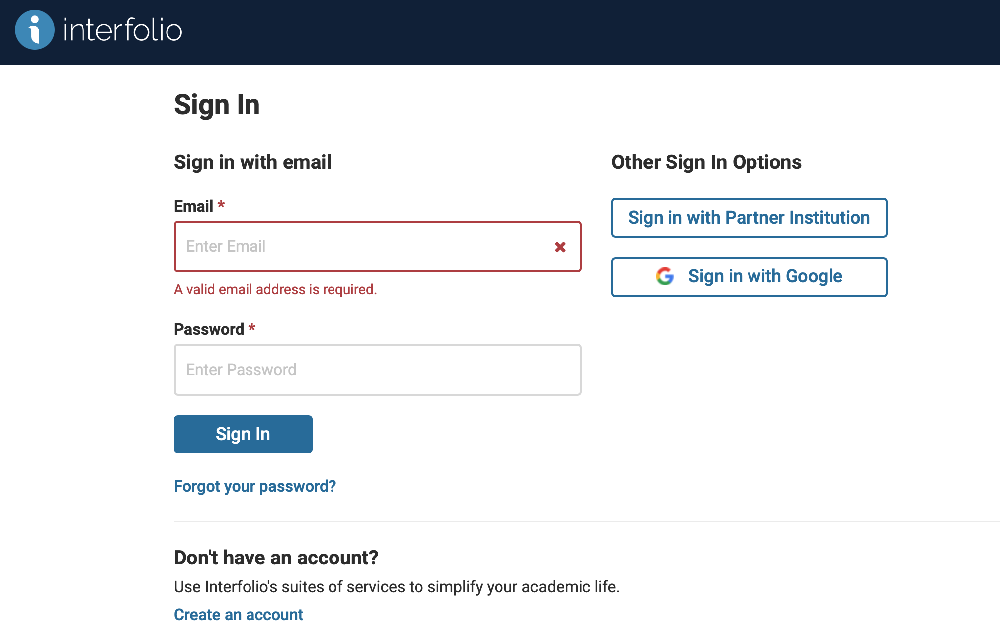 interfolio
Sign In
Sign in with email
Email *
Enter Email
A valid email address is required.
Password *
Enter Password
Sign In
Forgot your password?
Other Sign In Options
Sign in with Partner Institution
Sign in with Google
Don't have an account?
Use Interfolio's suites of services to simplify your academic life.
Create an account